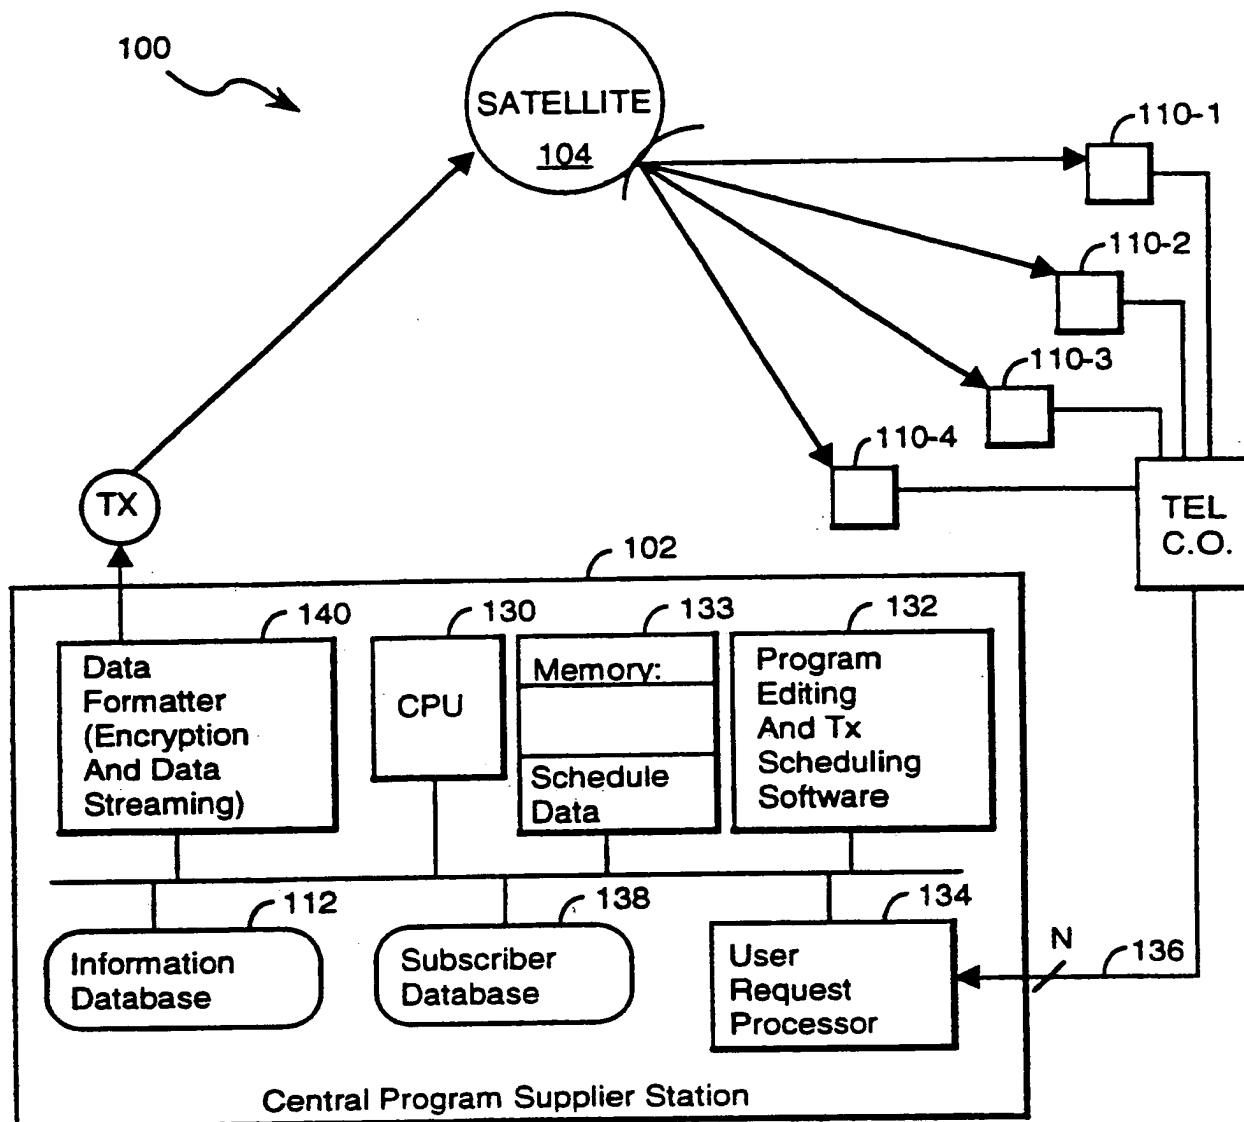 100
SATELLITE
104
110-1
110-2
110-3
110-4
TX
TEL
C.O.
102
140
130
133
132
Data
Formatter
(Encryption
And Data
Streaming)
CPU
Memory:
Schedule
Data
Program
Editing
And Tx
Scheduling
Software
112
138
134
Information
Database
Subscriber
Database
User
Request
Processor
N
136
Central Program Supplier Station